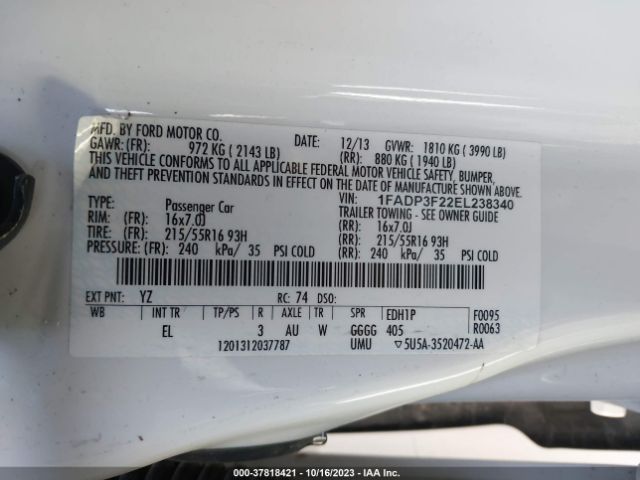 MFD. BY FORD MOTOR CO. DATE: 12/13 GVWR: 1810 KG ( 3990 LB)
GAWR: (FR): 972 KG ( 2143 LB) (RR): 880 KG ( 1940 LB)
THIS VEHICLE CONFORMS TO ALL APPLICABLE FEDERAL MOTOR VEHICLE SAFETY, BUMPER,
AND THEFT PREVENTION STANDARDS IN EFFECT ON THE DATE OF MANUFACTURE SHOWN ABOVE.
VIN: 1FADP3F22EL238340
TYPE: Passenger Car TRAILER TOWING - SEE OWNER GUIDE
RIM: (FR): 16x7.0J (RR): 16x7.0J
TIRE: (FR): 215/55R16 93H (RR): 215/55R16 93H
PRESSURE: (FR): 240 kPa/ 35 PSI COLD (RR): 240 kPa/ 35 PSI COLD
EXT PNT: YZ RC: 74 DSO:
WB INT TR TP/PS R AXLE TR SPR EDH1P F0095
EL 3 AU W GGGG 405 R0063
1201312037787 UMU ▽5U5A-3520472-AA
000-37818421 - 10/16/2023 - IAA Inc.